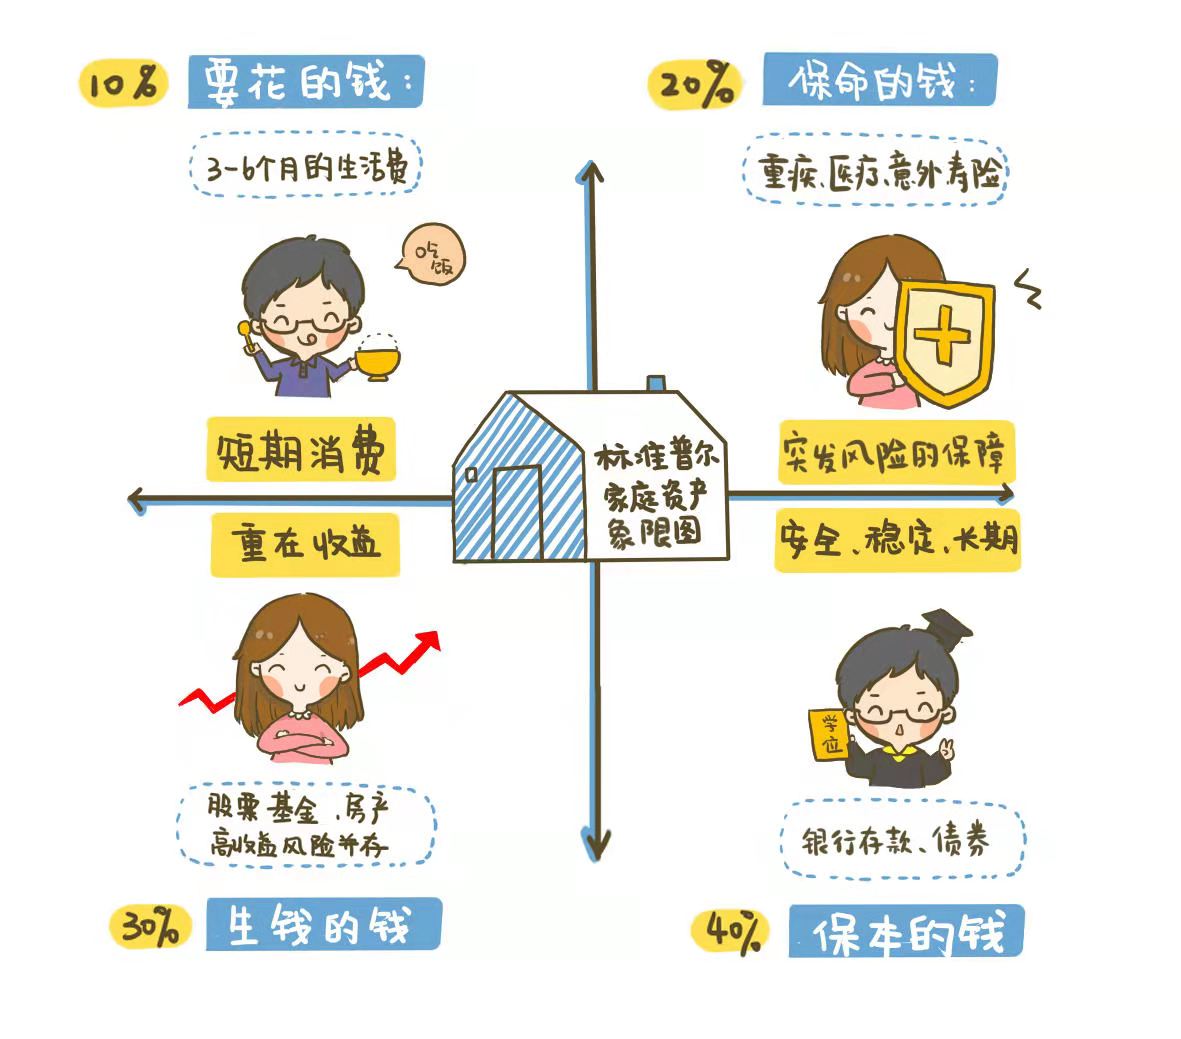 10% 要花的钱：
3-6个月的生活费
吃
饭
短期消费
20% 保命的钱：
重疾、医疗、意外寿险
突发风险的保障
标准普尔
家庭资产
象限图
重在收益
股票基金、房产
高收益风险并存
30% 生钱的钱
安全、稳定、长期
学
位
银行存款、债券
40% 保本的钱